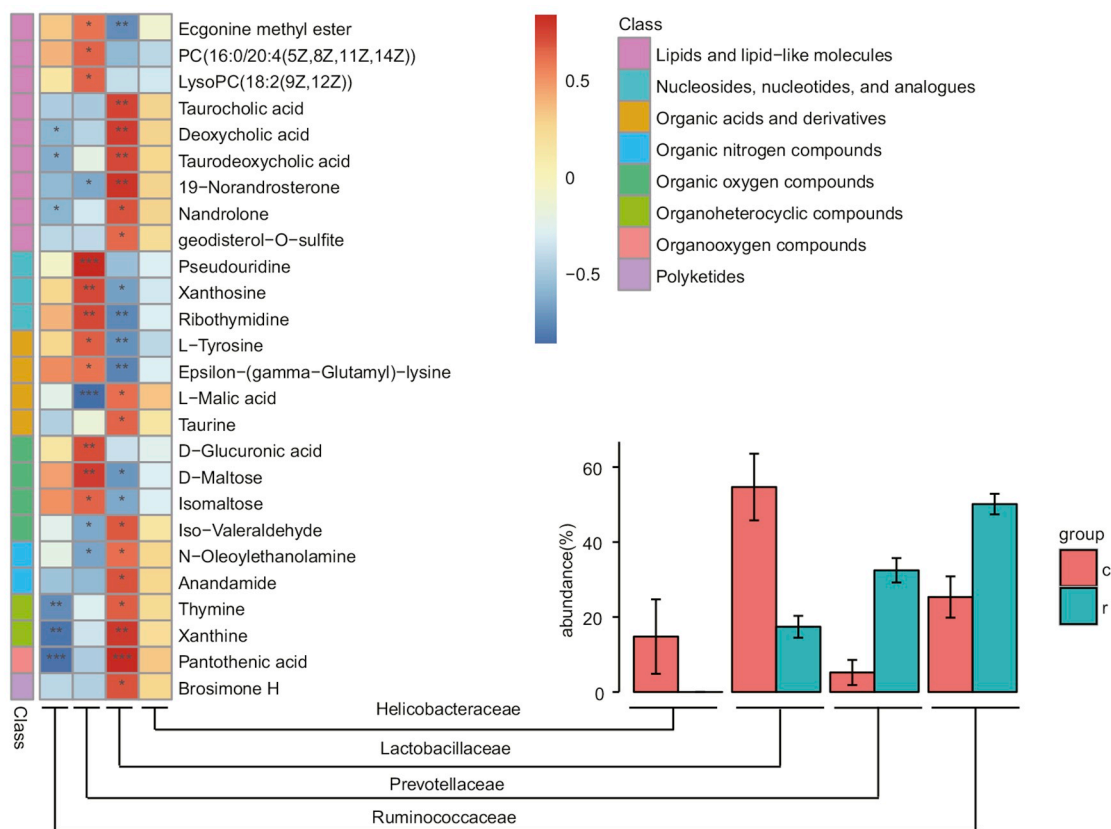 Ecgonine methyl ester * **
PC(16:0/20:4(5Z,8Z,11Z,14Z)) *
LysoPC(18:2(9Z,12Z)) *
Taurocholic acid **
Deoxycholic acid * **
Taurodeoxycholic acid * **
19−Norandrosterone * **
Nandrolone * *
geodisterol−O−sulfite *
Pseudouridine ***
Xanthosine ** *
Ribothymidine ** **
L−Tyrosine * **
Epsilon−(gamma−Glutamyl)−lysine * **
L−Malic acid *** *
Taurine *
D−Glucuronic acid **
D−Maltose ** *
Isomaltose * *
Iso−Valeraldehyde * *
N−Oleoylethanolamine * *
Anandamide *
Thymine ** *
Xanthine ** **
Pantothenic acid *** ***
Brosimone H *
Class
0.5
0
−0.5
Class
Lipids and lipid−like molecules
Nucleosides, nucleotides, and analogues
Organic acids and derivatives
Organic nitrogen compounds
Organic oxygen compounds
Organoheterocyclic compounds
Organooxygen compounds
Polyketides
abundance(%)
60
40
20
0
group
c
r
Helicobacteraceae
Lactobacillaceae
Prevotellaceae
Ruminococcaceae